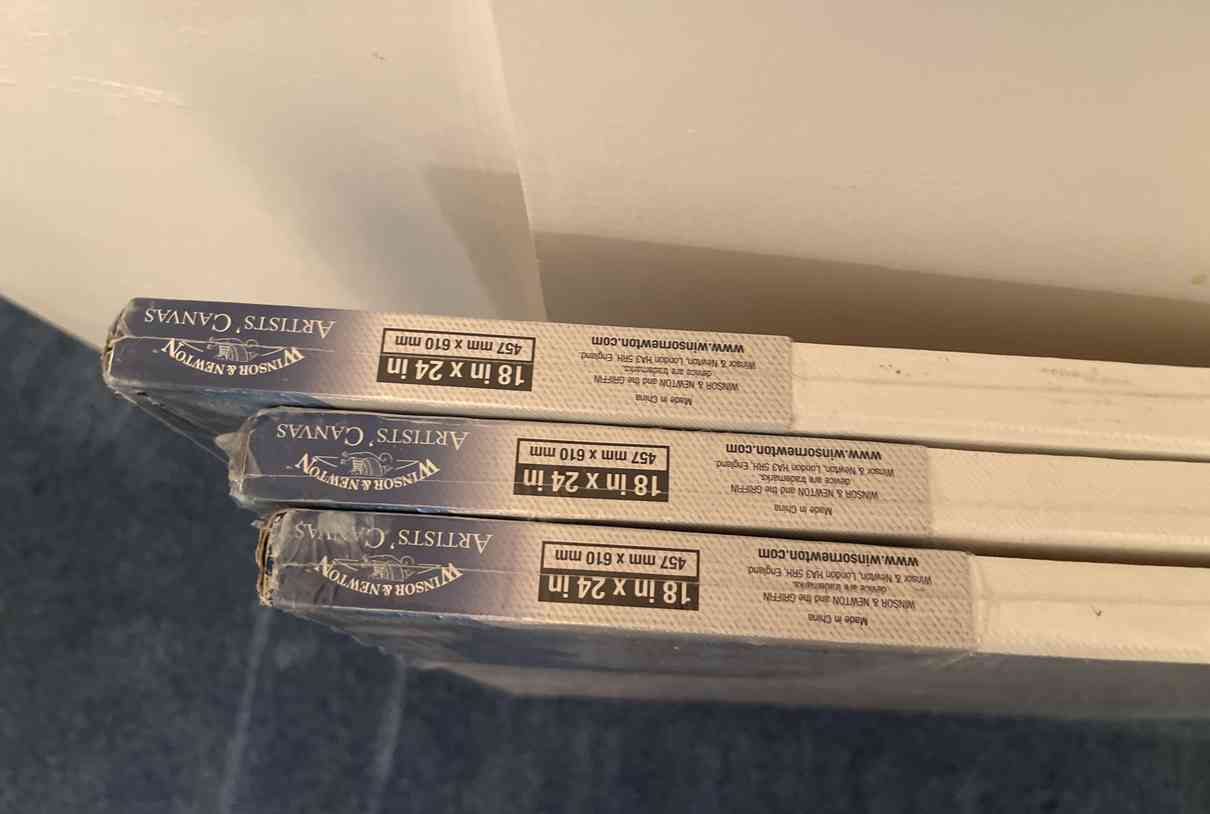 Made in China
WINSOR & NEWTON and the GRIFFIN
device are trademarks.
Winsor & Newton, London HA3 5RH, England.
www.winsornewton.com
18 in x 24 in
457 mm x 610 mm
WINSOR & NEWTON™
ARTISTS' CANVAS
Made in China
WINSOR & NEWTON and the GRIFFIN
device are trademarks.
Winsor & Newton, London HA3 5RH, England.
www.winsornewton.com
18 in x 24 in
457 mm x 610 mm
WINSOR & NEWTON™
ARTISTS' CANVAS
Made in China
WINSOR & NEWTON and the GRIFFIN
device are trademarks.
Winsor & Newton, London HA3 5RH, England.
www.winsornewton.com
18 in x 24 in
457 mm x 610 mm
WINSOR & NEWTON™
ARTISTS' CANVAS